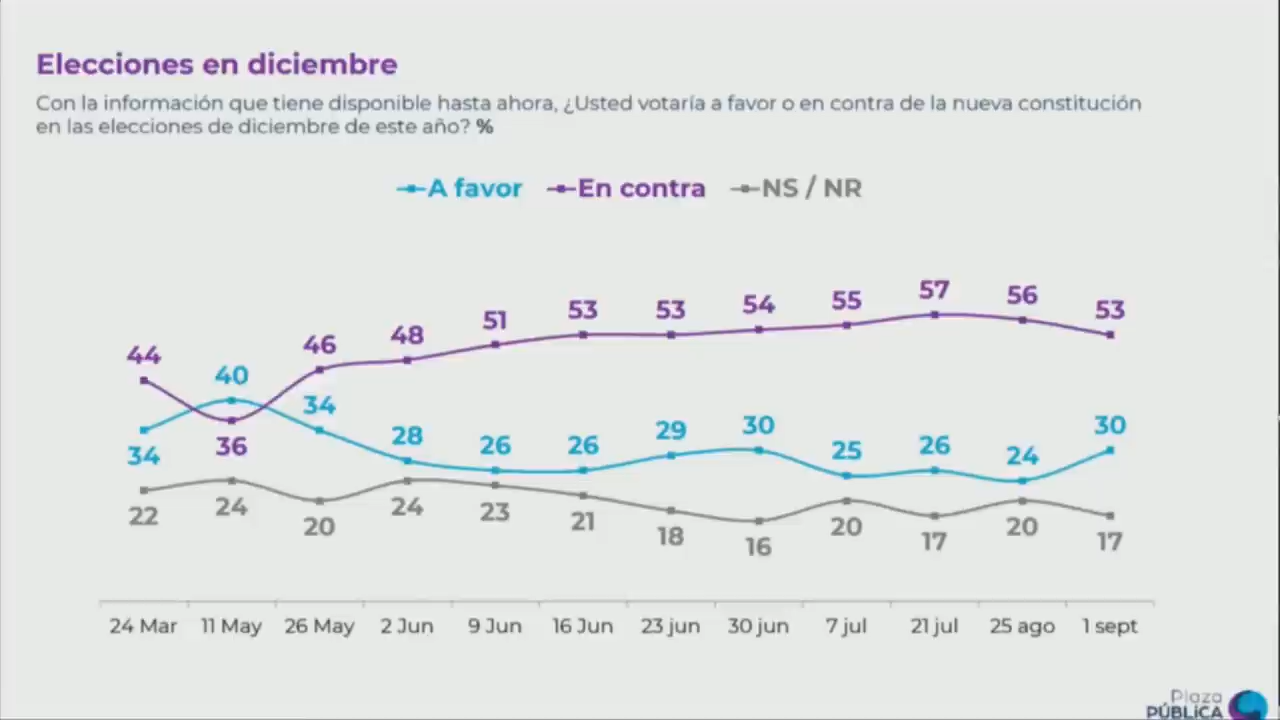 Elecciones en diciembre
Con la información que tiene disponible hasta ahora, ¿Usted votaría a favor o en contra de la nueva constitución
en las elecciones de diciembre de este año? %
A favor En contra NS / NR
44 36 46 48 51 53 53 54 55 57 56 53
34 40 34 28 26 26 29 30 25 26 24 30
22 24 20 24 23 21 18 16 20 17 20 17
24 Mar 11 May 26 May 2 Jun 9 Jun 16 Jun 23 jun 30 jun 7 jul 21 jul 25 ago 1 sept
Plaza
PÚBLICA